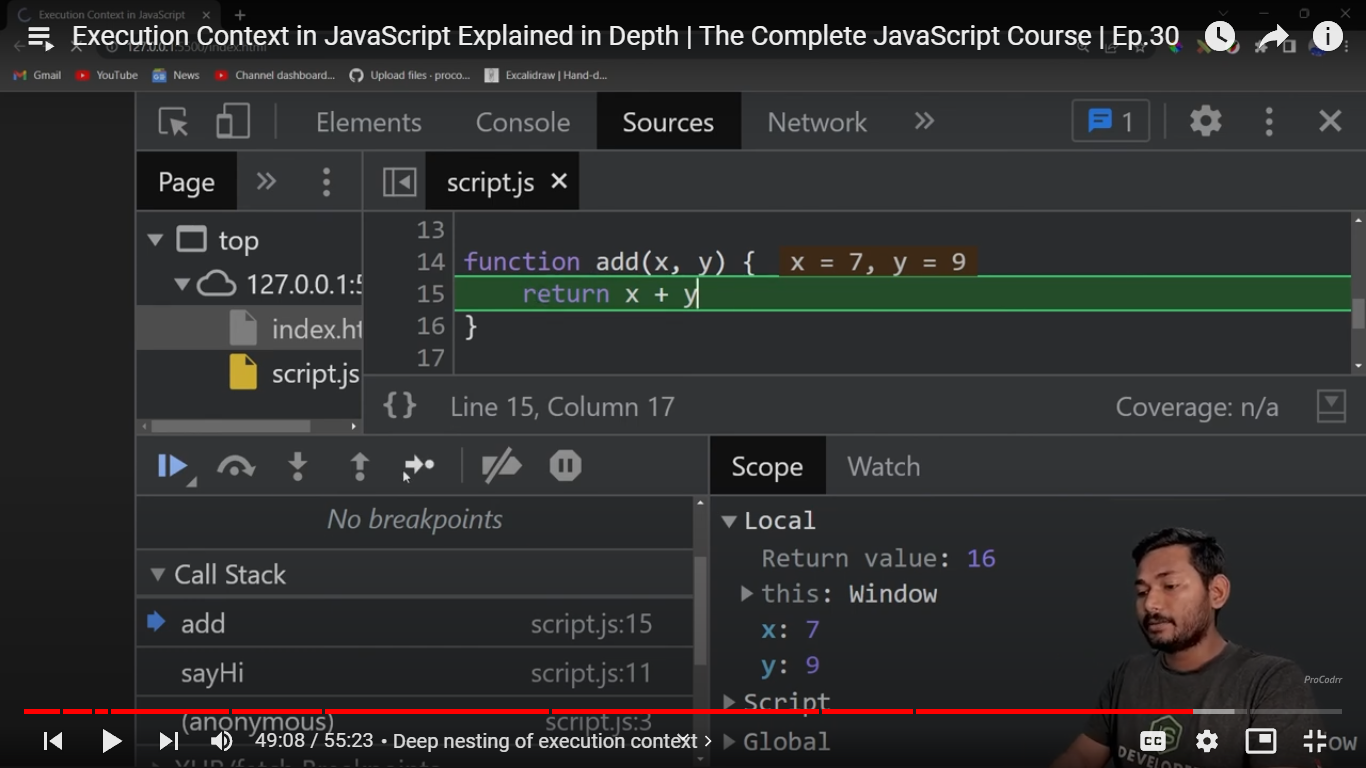 Execution Context in JavaScript
Execution Context in JavaScript Explained in Depth | The Complete JavaScript Course | Ep.30
127.0.0.1:5500/index.html
Gmail YouTube News Channel dashboard... Upload files · proco... Excalidraw | Hand-d...
Elements Console Sources Network » 1
Page » script.js ×
top
127.0.0.1:5
index.ht
script.js
13
14 function add(x, y) { x = 7, y = 9
15 return x + y
16 }
17
{} Line 15, Column 17 Coverage: n/a
Scope Watch
No breakpoints
Call Stack
add script.js:15
sayHi script.js:11
(anonymous) script.js:3
XHR/fetch Breakpoints
Local
Return value: 16
this: Window
x: 7
y: 9
Script
Global
ProCodrr
DEVELOPER
49:08 / 55:23 • Deep nesting of execution context ›
CC
ow